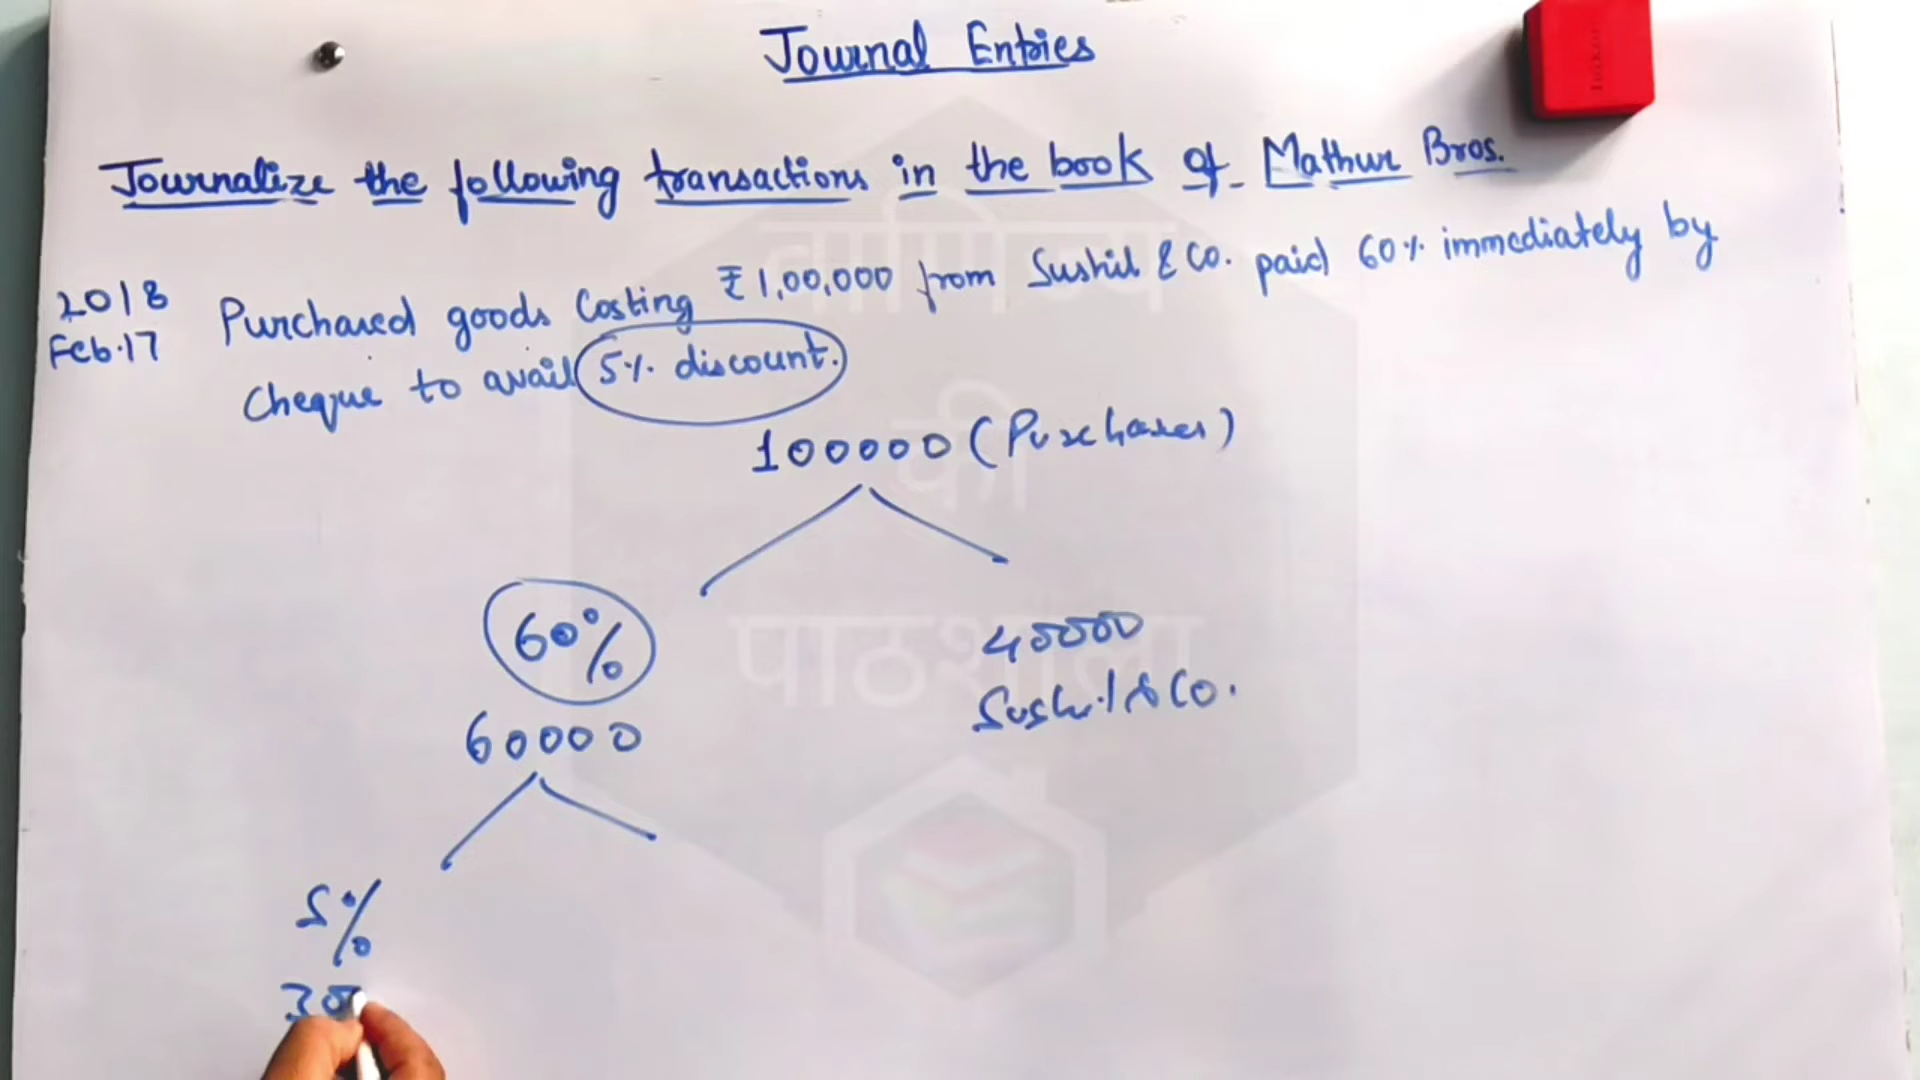 Journal Entries
Journalize the following transactions in the book of Mathur Bros.
2018
Feb.17
Purchased goods Costing ₹1,00,000 from Sushil & Co. paid 60% immediately by
Cheque to avail 5% discount.
100000 (Purchases)
60%
40000
Sushil & Co.
60000
5%
300
वाणिज्य
की
पाठशाला